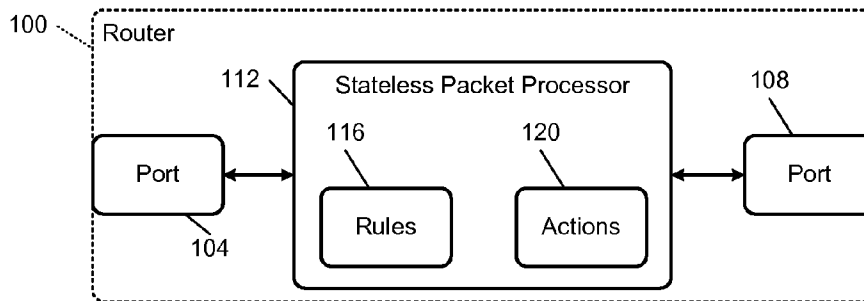 100
Router
112
Stateless Packet Processor
108
116
120
Port
Port
Rules
Actions
104